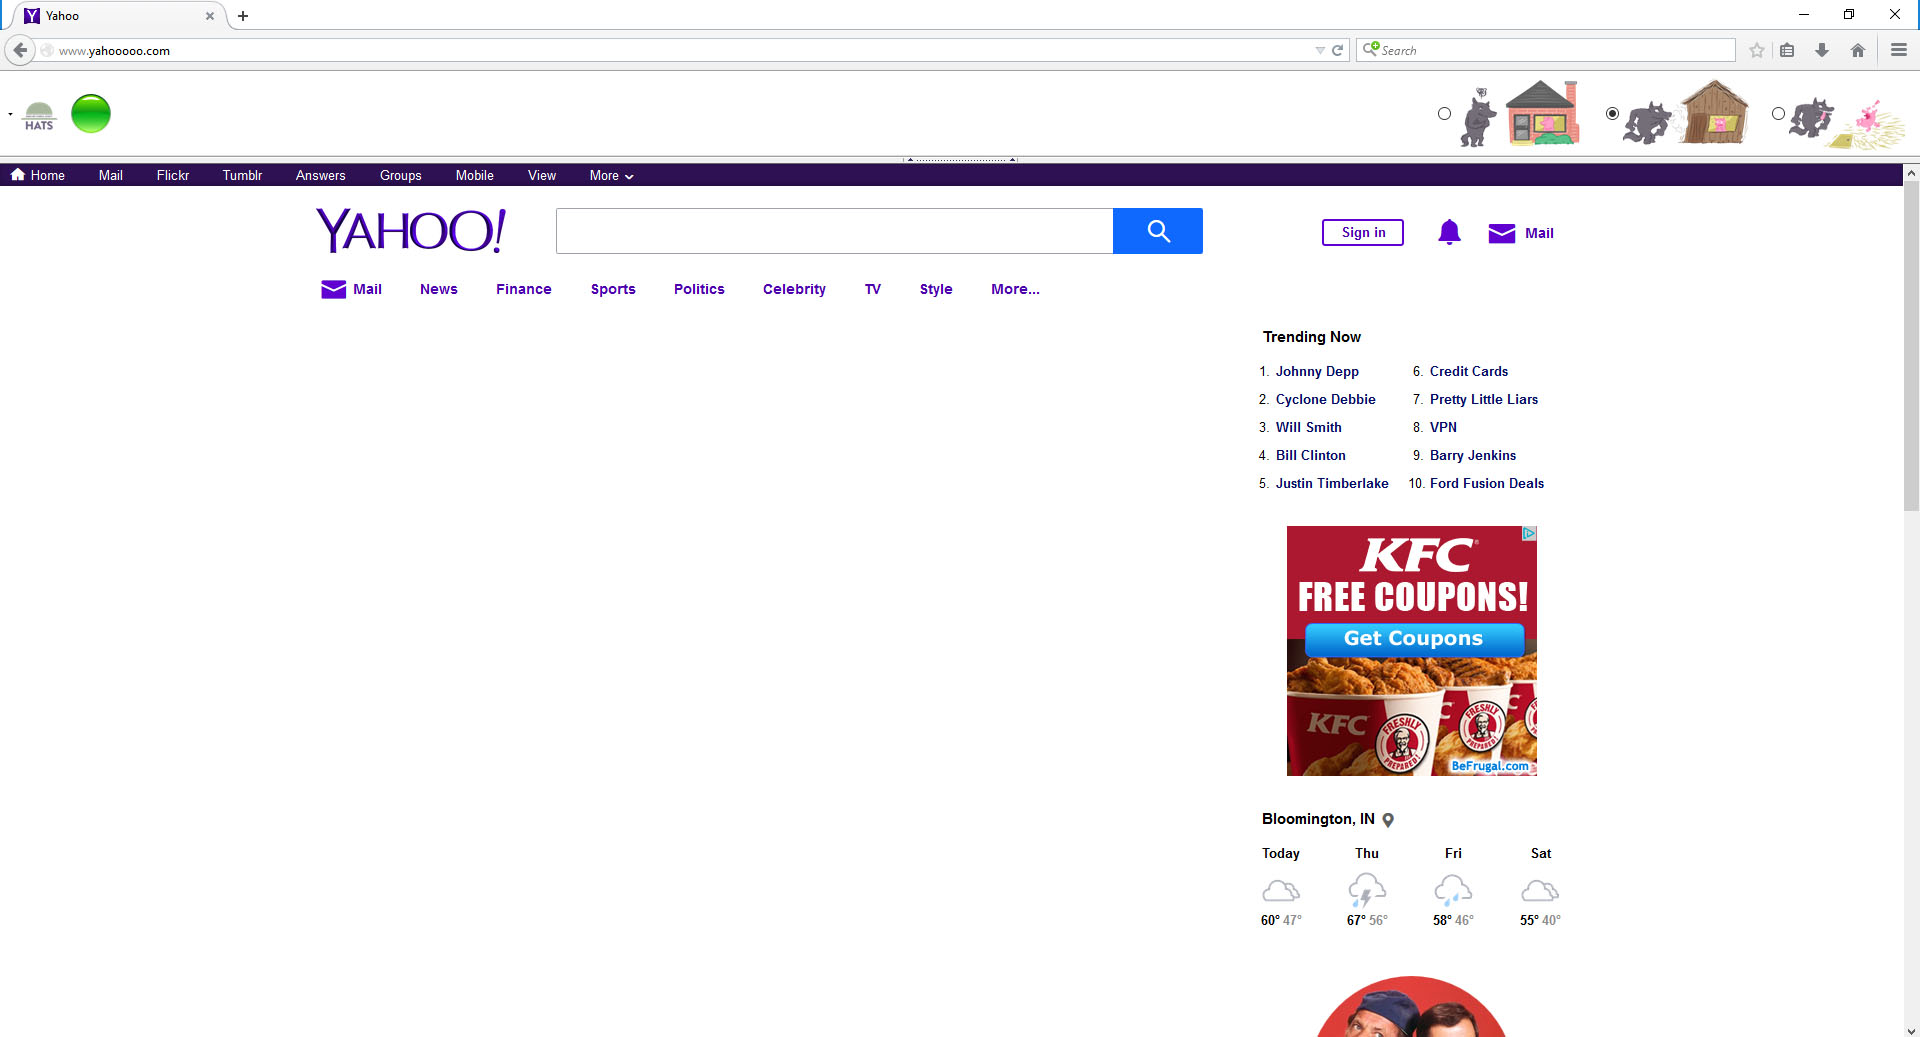 Yahoo
www.yahooooo.com
Search
HATS
Home Mail Flickr Tumblr Answers Groups Mobile View More
YAHOO!
Sign in
Mail
Mail News Finance Sports Politics Celebrity TV Style More...
Trending Now
1. Johnny Depp
2. Cyclone Debbie
3. Will Smith
4. Bill Clinton
5. Justin Timberlake
6. Credit Cards
7. Pretty Little Liars
8. VPN
9. Barry Jenkins
10. Ford Fusion Deals
KFC
FREE COUPONS!
Get Coupons
KFC
FRESHLY
PREPARED!
FRESHLY
PREPARED!
BeFrugal.com
Bloomington, IN
Today Thu Fri Sat
60° 47° 67° 56° 58° 46° 55° 40°